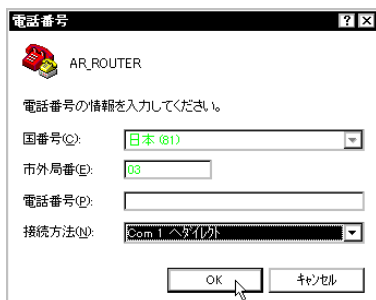 電話番号
AR_ROUTER
電話番号の情報を入力してください。
国番号(C): 日本 (81)
市外局番(E): 03
電話番号(P):
接続方法(N): Com 1 へダイレクト
OK キャンセル